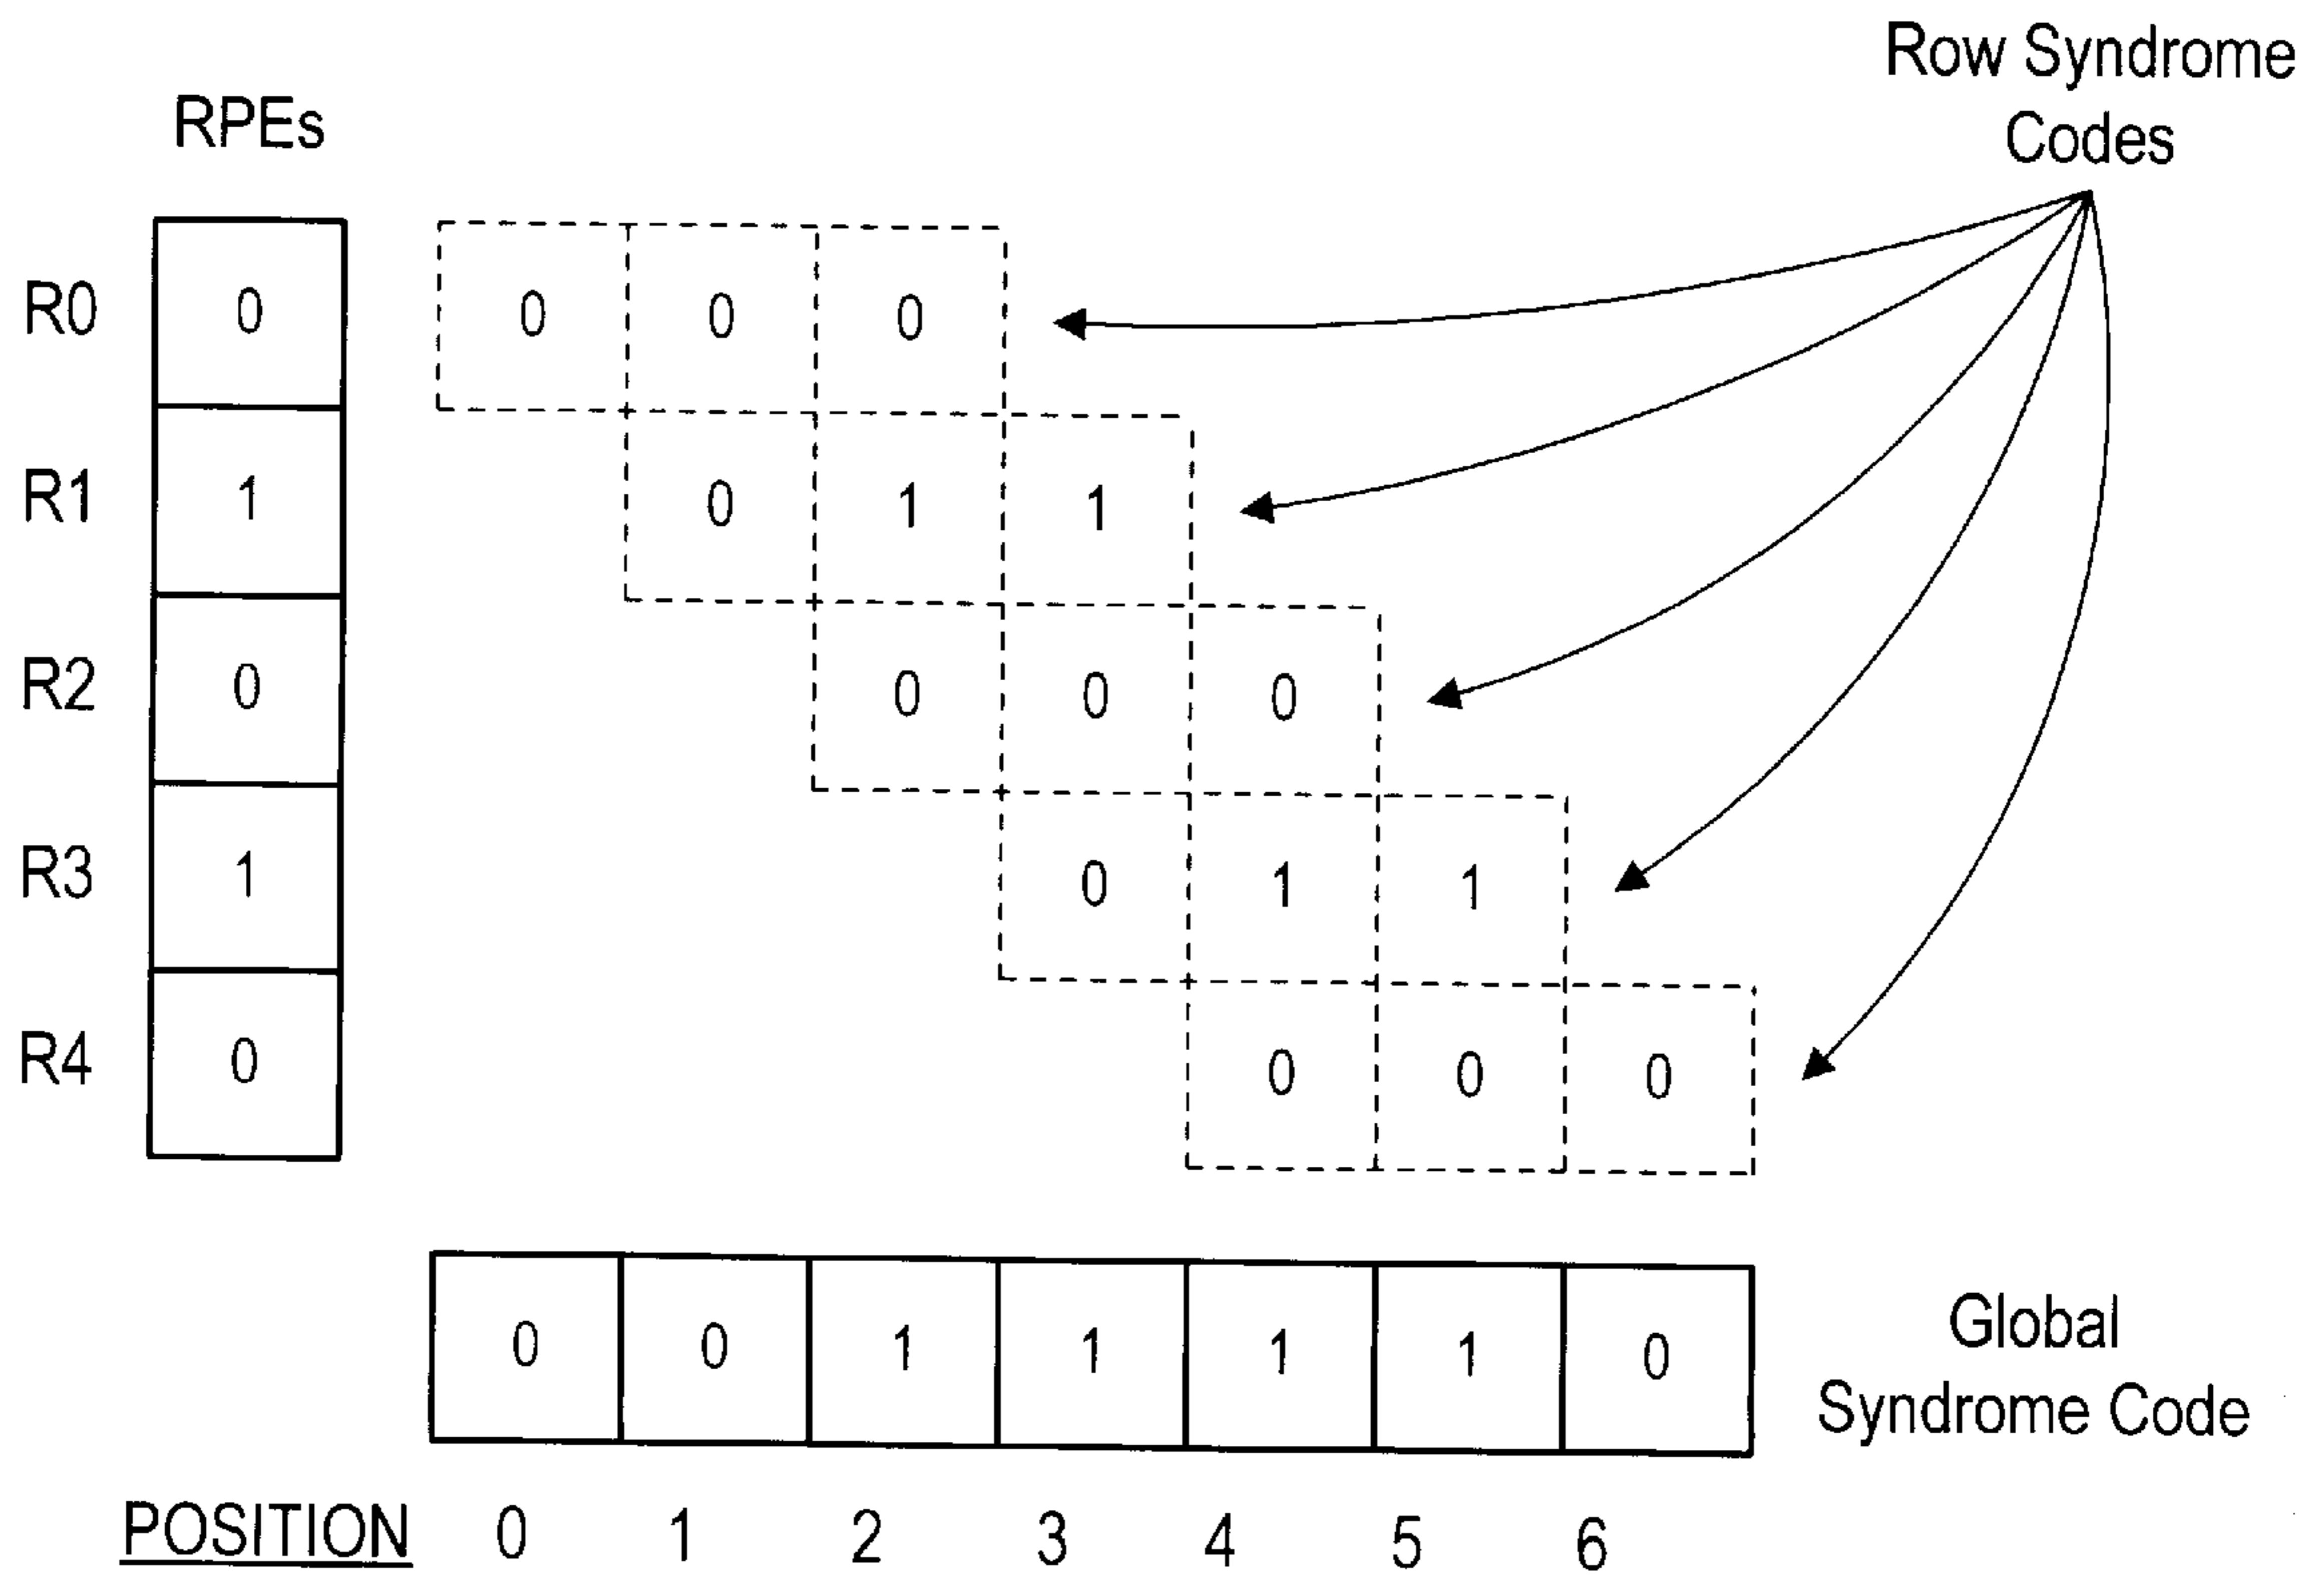 Row Syndrome
Codes
RPEs
R0 0 0 0 0
R1 1 0 1 1
R2 0 0 0 0
R3 1 0 1 1
R4 0 0 0 0
0 0 1 1 1 1 0
Global
Syndrome Code
POSITION 0 1 2 3 4 5 6